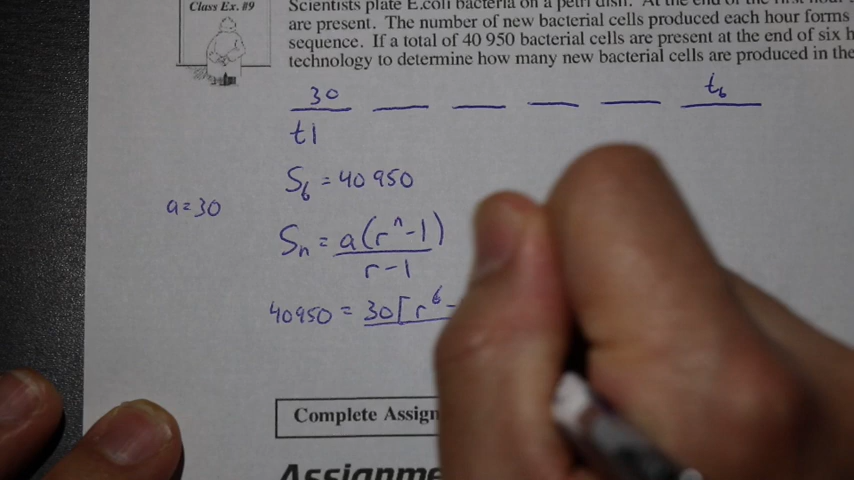 Class Ex. #9
Scientists plate E.coli bacteria on a petri dish. At the end of the first hour
are present. The number of new bacterial cells produced each hour forms
sequence. If a total of 40 950 bacterial cells are present at the end of six h
technology to determine how many new bacterial cells are produced in the
30 t6
t1
S6 = 40 950
a=30
Sn = a(r^n-1)
r-1
40950 = 30[r^6 -
Complete Assign
Assignme